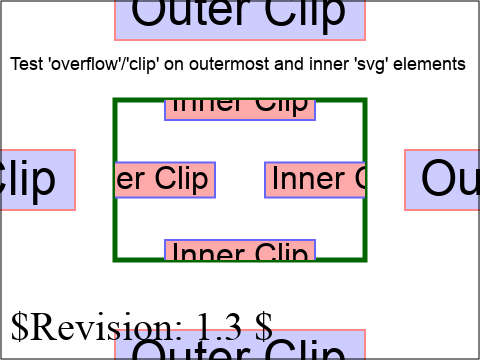 Outer Clip
Test 'overflow'/'clip' on outermost and inner 'svg' elements
Inner Clip
Clip
er Clip
Inner C
Ou
Inner Clip
$Revision: 1.3 $
Outer Clip